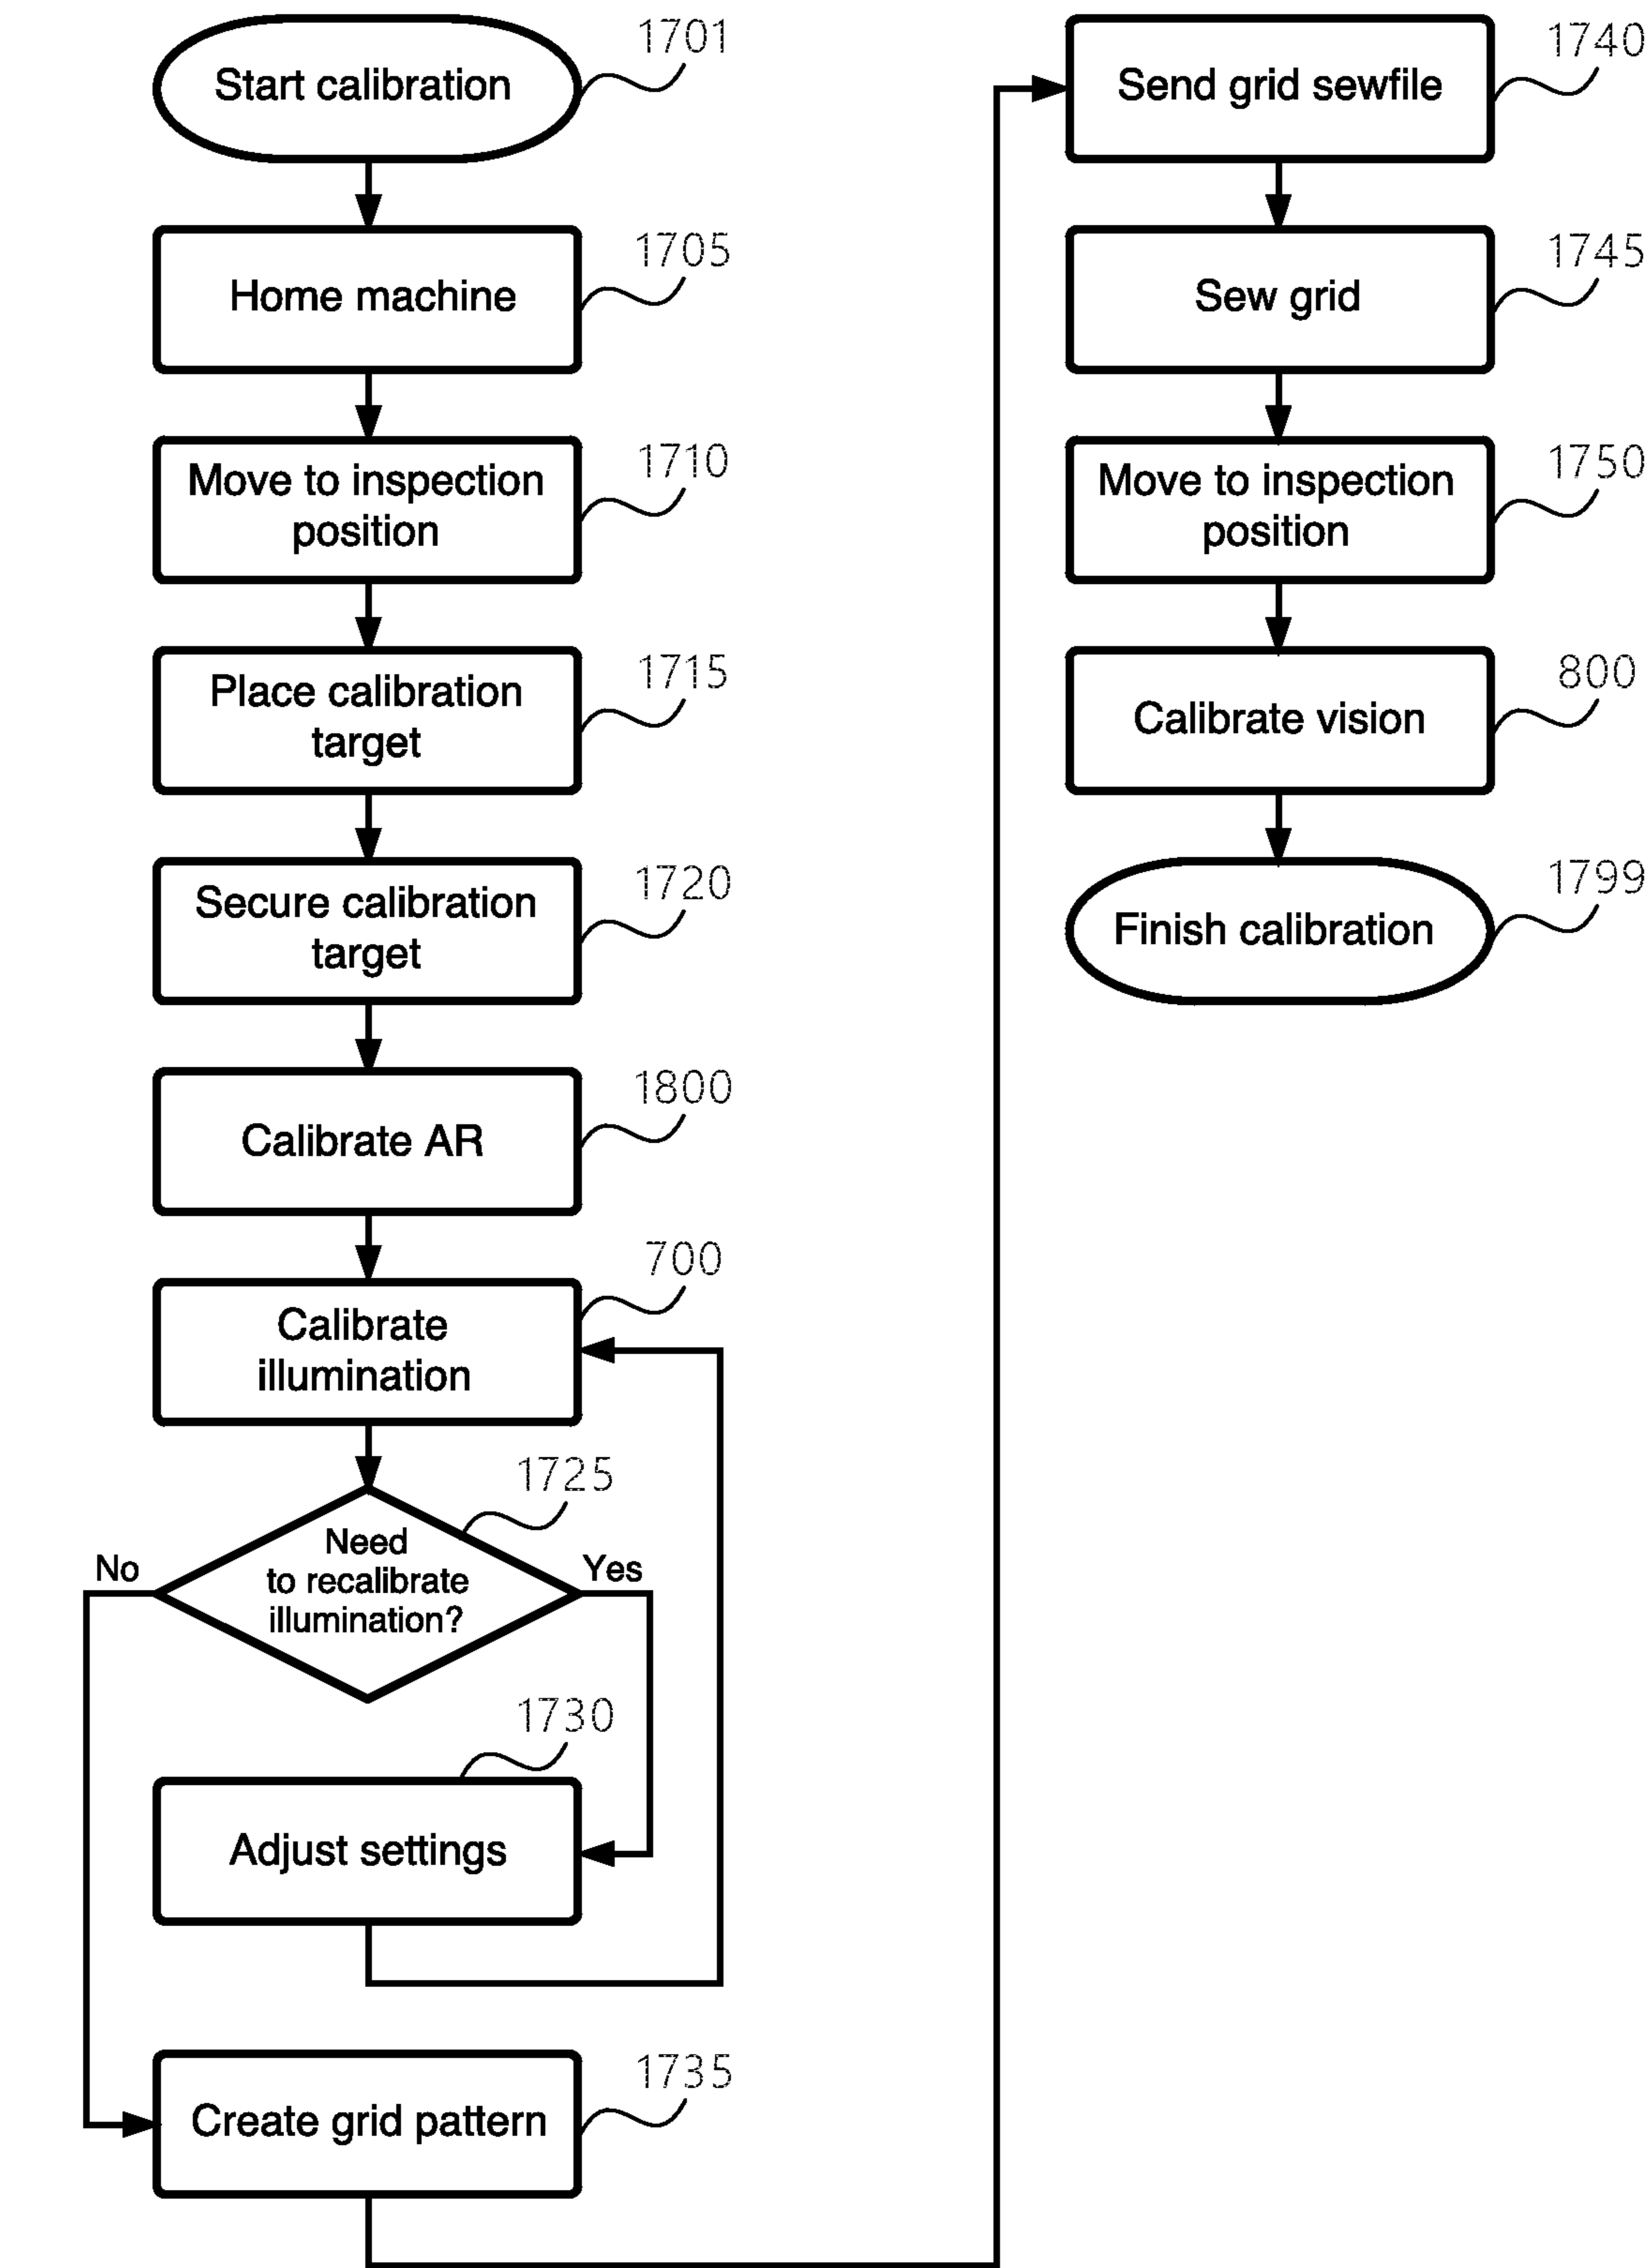 Start calibration
1701
Home machine
1705
Move to inspection
position
1710
Place calibration
target
1715
Secure calibration
target
1720
Calibrate AR
1800
Calibrate
illumination
700
Need
to recalibrate
illumination?
1725
No
Yes
1730
Adjust settings
Create grid pattern
1735
Send grid sewfile
1740
Sew grid
1745
Move to inspection
position
1750
Calibrate vision
800
Finish calibration
1799